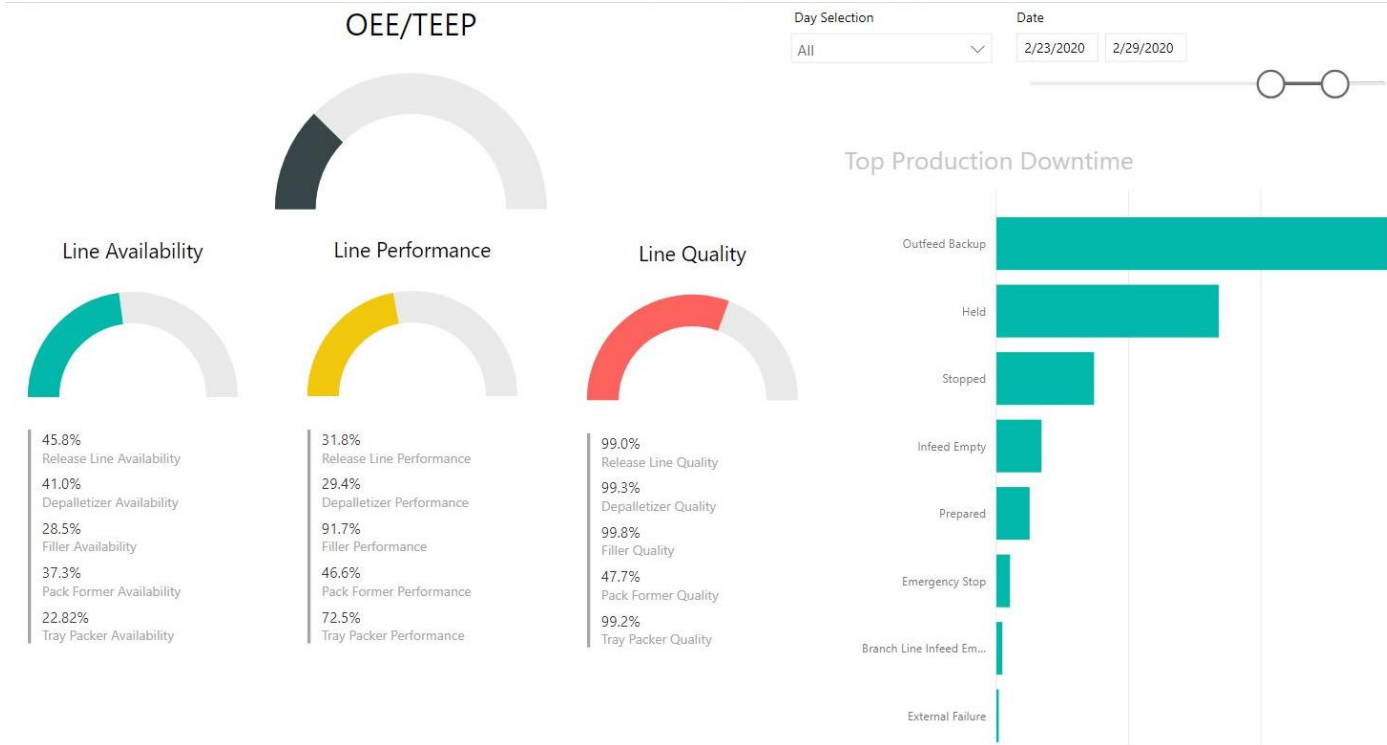 OEE/TEEP
Day Selection
All
Date
2/23/2020 2/29/2020
Line Availability
45.8%
Release Line Availability
41.0%
Depalletizer Availability
28.5%
Filler Availability
37.3%
Pack Former Availability
22.82%
Tray Packer Availability
Line Performance
31.8%
Release Line Performance
29.4%
Depalletizer Performance
91.7%
Filler Performance
46.6%
Pack Former Performance
72.5%
Tray Packer Performance
Line Quality
99.0%
Release Line Quality
99.3%
Depalletizer Quality
99.8%
Filler Quality
47.7%
Pack Former Quality
99.2%
Tray Packer Quality
Top Production Downtime
Outfeed Backup
Held
Stopped
Infeed Empty
Prepared
Emergency Stop
Branch Line Infeed Em...
External Failure